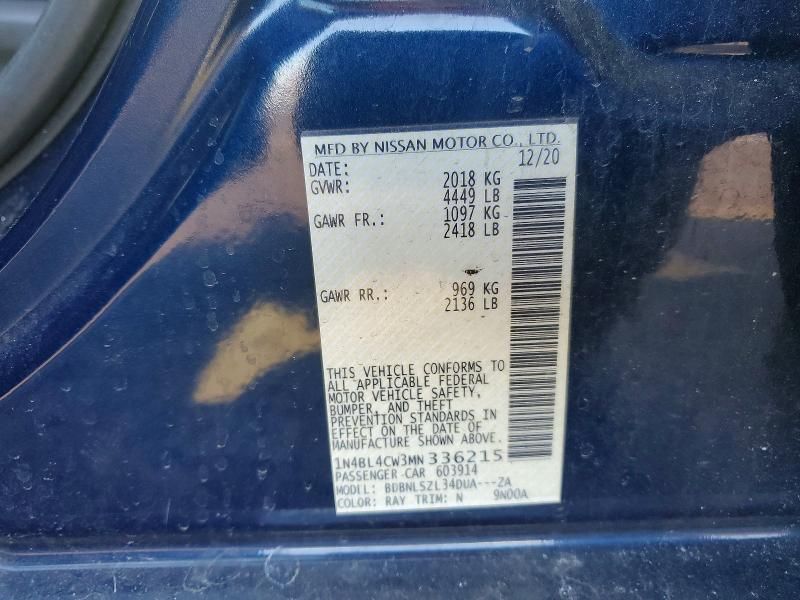 MFD BY NISSAN MOTOR CO., LTD.
DATE: 12/20
GVWR: 2018 KG
4449 LB
GAWR FR.: 1097 KG
2418 LB
GAWR RR.: 969 KG
2136 LB
THIS VEHICLE CONFORMS TO
ALL APPLICABLE FEDERAL
MOTOR VEHICLE SAFETY,
BUMPER, AND THEFT
PREVENTION STANDARDS IN
EFFECT ON THE DATE OF
MANUFACTURE SHOWN ABOVE.
1N4BL4CW3MN336215
PASSENGER CAR 603914
MODEL: BDBNLSZL34DUA---ZA
COLOR: RAY TRIM: N 9N00A